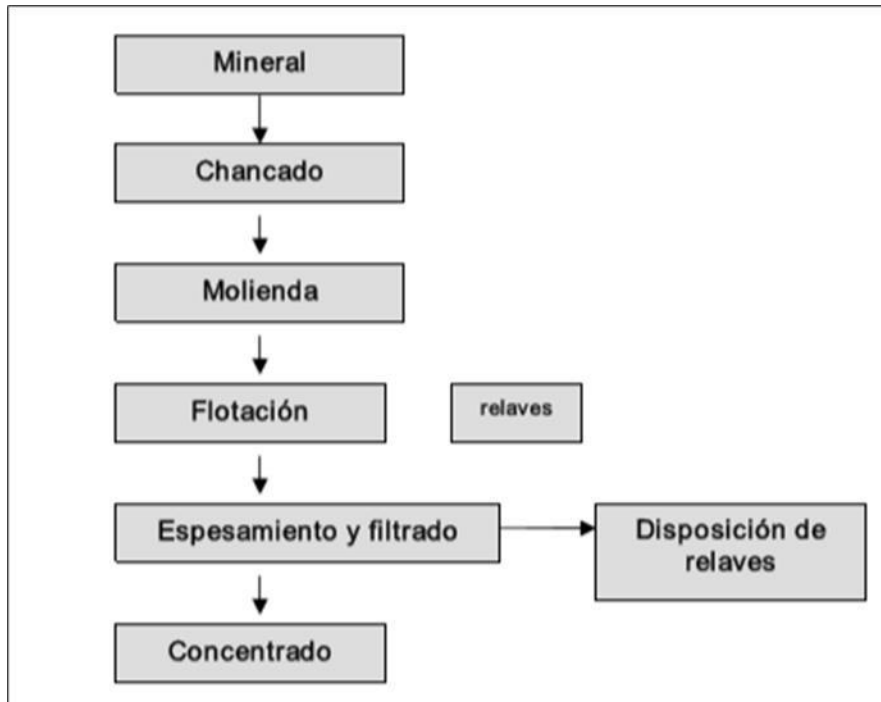 Mineral
Chancado
Molienda
Flotación
relaves
Espesamiento y filtrado
Disposición de
relaves
Concentrado